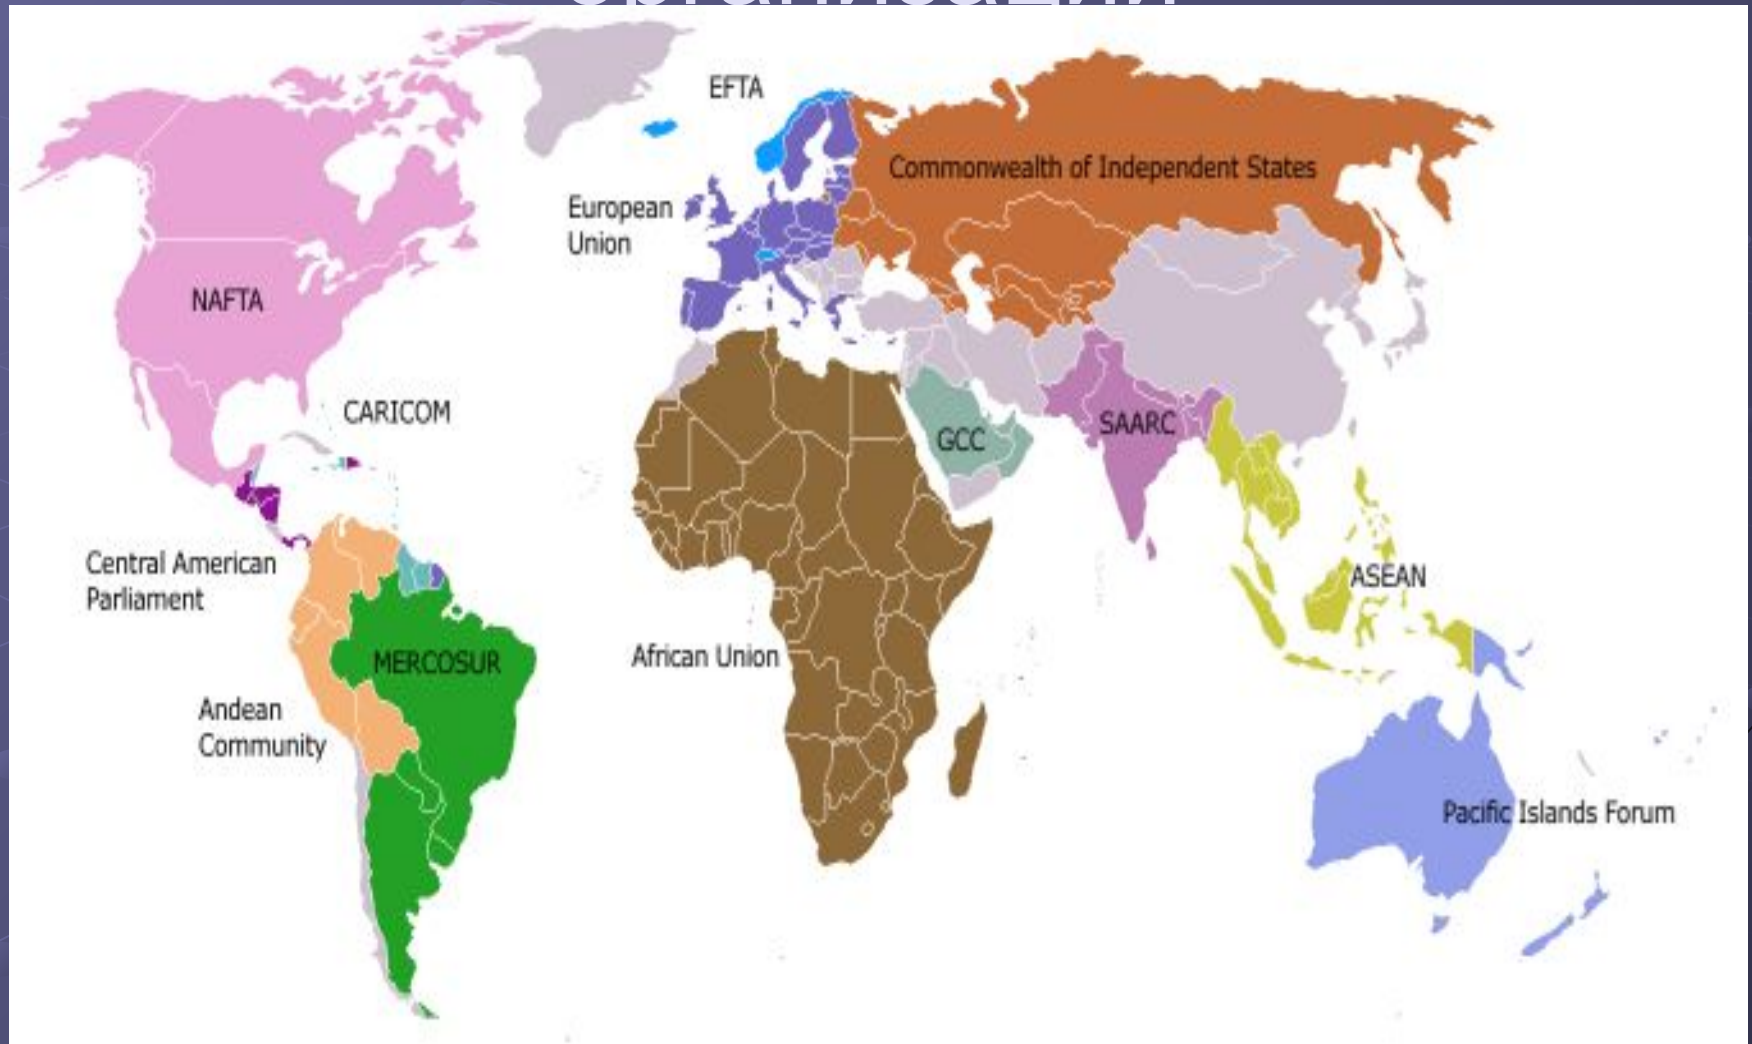 EFTA
Commonwealth of Independent States
European
Union
NAFTA
CARICOM
SAARC
GCC
Central American
Parliament
ASEAN
African Union
MERCOSUR
Andean
Community
Pacific Islands Forum